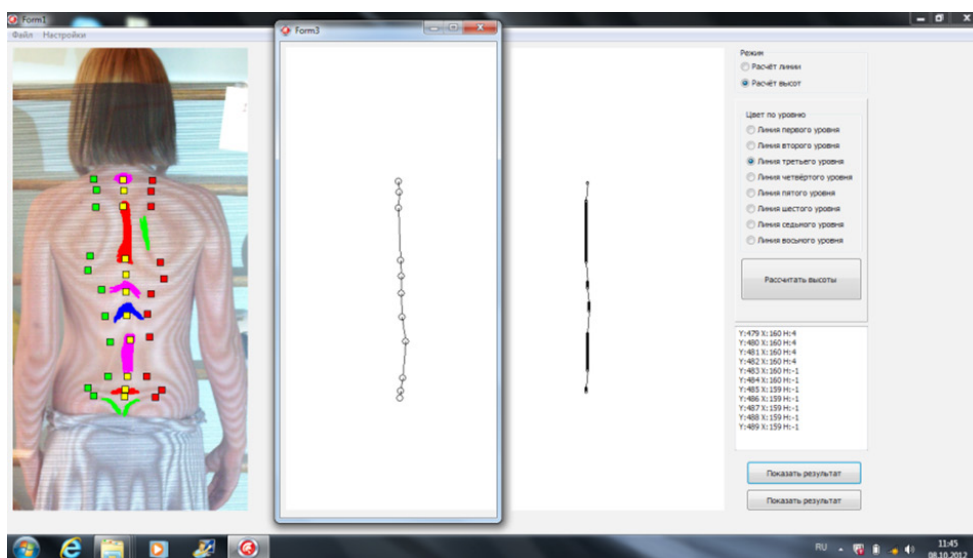 Form1
Файл Настройки
Form3
Режим
Расчёт линии
Расчёт высот
Цвет по уровню
Линия первого уровня
Линия второго уровня
Линия третьего уровня
Линия четвёртого уровня
Линия пятого уровня
Линия шестого уровня
Линия седьмого уровня
Линия восьмого уровня
Рассчитать высоты
Y:479 X:160 H:4
Y:480 X:160 H:4
Y:481 X:160 H:4
Y:482 X:160 H:4
Y:483 X:160 H:-1
Y:484 X:160 H:-1
Y:485 X:159 H:-1
Y:486 X:159 H:-1
Y:487 X:159 H:-1
Y:488 X:159 H:-1
Y:489 X:159 H:-1
Показать результат
Показать результат
RU
11:45
08.10.2012